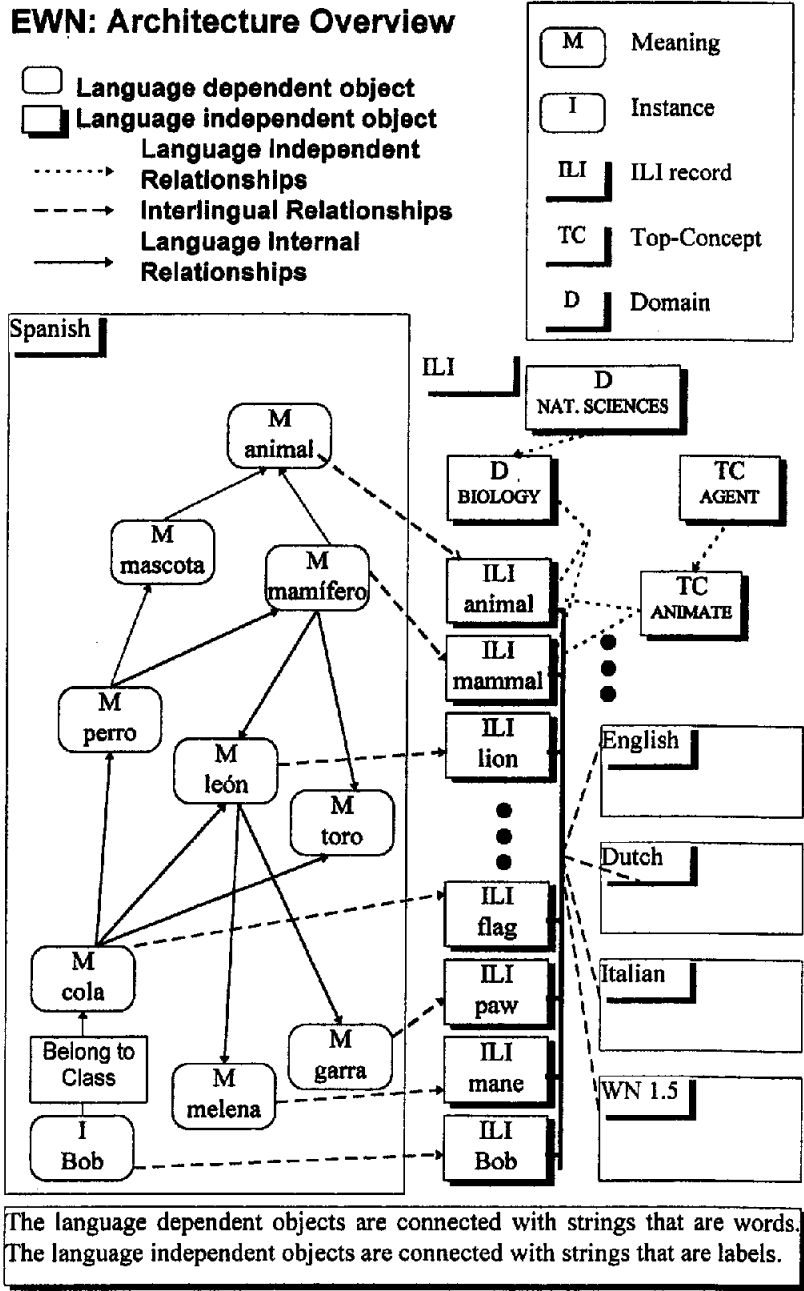 EWN: Architecture Overview
Language dependent object
Language independent object
Language Independent
Relationships
Interlingual Relationships
Language Internal
Relationships
M
Meaning
I
Instance
ILI
ILI record
TC
Top-Concept
D
Domain
Spanish
M
animal
M
mascota
M
mamífero
M
perro
M
león
M
toro
M
cola
Belong to
Class
I
Bob
M
melena
M
garra
ILI
D
NAT. SCIENCES
D
BIOLOGY
TC
AGENT
ILI
animal
TC
ANIMATE
ILI
mammal
ILI
lion
ILI
flag
ILI
paw
ILI
mane
ILI
Bob
English
Dutch
Italian
WN 1.5
The language dependent objects are connected with strings that are words.
The language independent objects are connected with strings that are labels.